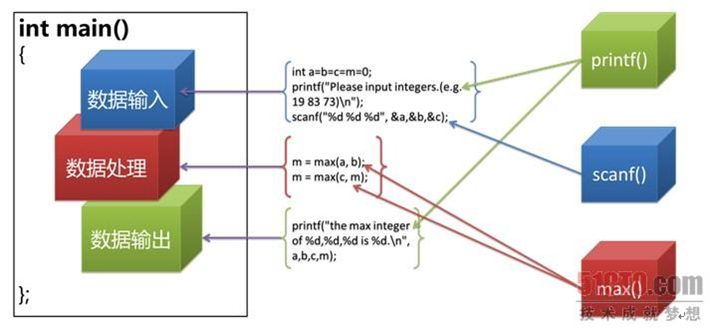 int main()
{
数据输入
数据处理
数据输出
};
int a=b=c=m=0;
printf("Please input integers.(e.g.
19 83 73)\n");
scanf("%d %d %d", &a,&b,&c);
m = max(a, b);
m = max(c, m);
printf("the max integer
of %d,%d,%d is %d.\n",
a,b,c,m);
printf()
scanf()
max()
51CTO.com
技术成就梦想